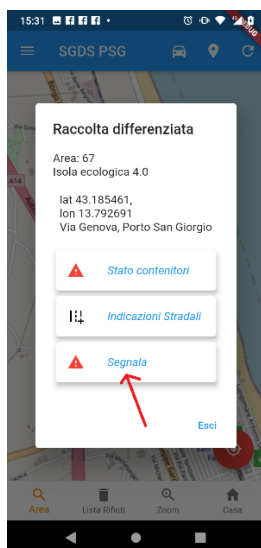 15:31
SGDS PSG
Raccolta differenziata
Area: 67
Isola ecologica 4.0
lat 43.185461,
lon 13.792691
Via Genova, Porto San Giorgio
Stato contenitori
Indicazioni Stradali
Segnala
Esci
A14
Area
Lista Rifiuti
Zoom
Casa